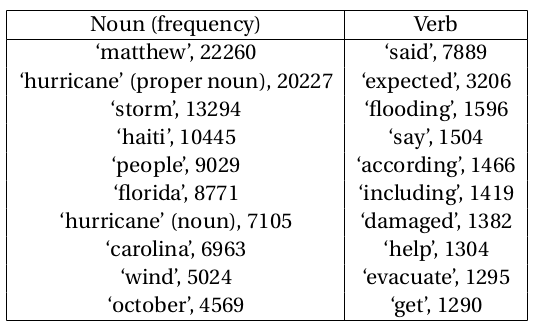 Noun (frequency) Verb
‘matthew’, 22260 ‘said’, 7889
‘hurricane’ (proper noun), 20227 ‘expected’, 3206
‘storm’, 13294 ‘flooding’, 1596
‘haiti’, 10445 ‘say’, 1504
‘people’, 9029 ‘according’, 1466
‘florida’, 8771 ‘including’, 1419
‘hurricane’ (noun), 7105 ‘damaged’, 1382
‘carolina’, 6963 ‘help’, 1304
‘wind’, 5024 ‘evacuate’, 1295
‘october’, 4569 ‘get’, 1290